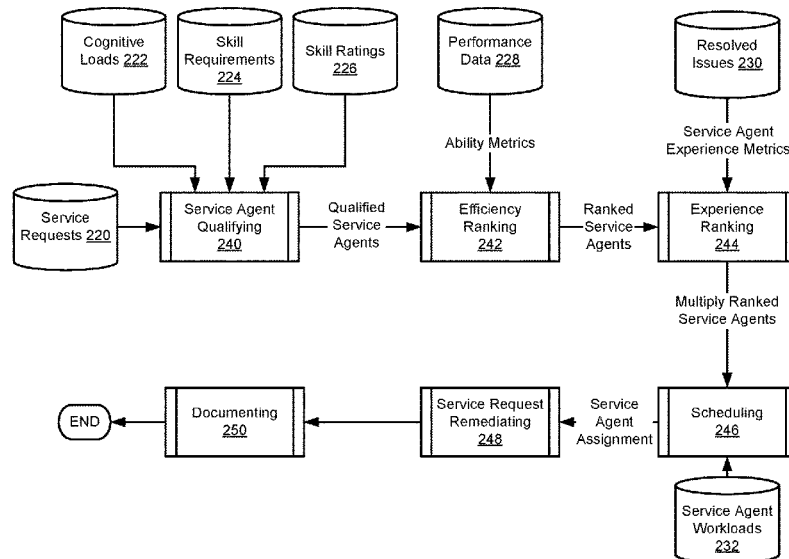 Cognitive
Loads 222
Skill
Requirements
224
Skill Ratings
226
Performance
Data 228
Resolved
Issues 230
Ability Metrics
Service Agent
Experience Metrics
Service
Requests 220
Service Agent
Qualifying
240
Qualified
Service
Agents
Efficiency
Ranking
242
Ranked
Service
Agents
Experience
Ranking
244
Multiply Ranked
Service Agents
END
Documenting
250
Service Request
Remediating
248
Service
Agent
Assignment
Scheduling
246
Service Agent
Workloads
232